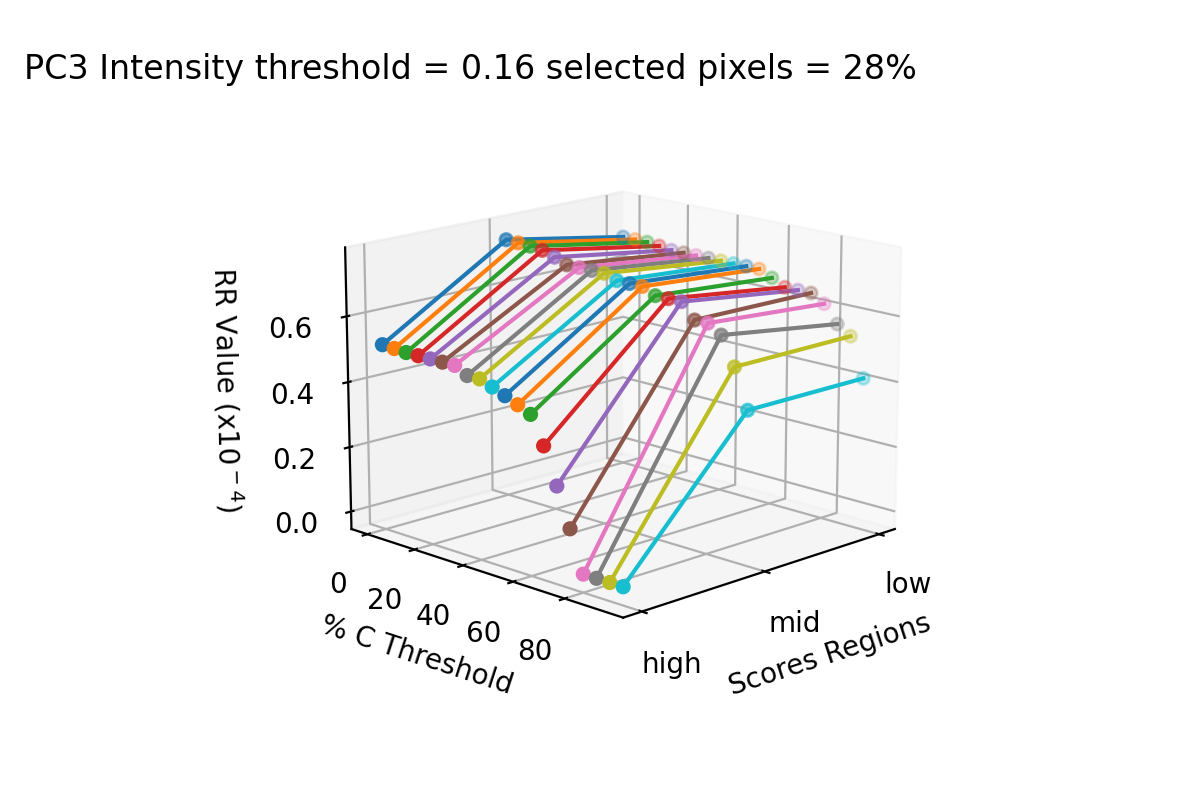 PC3 Intensity threshold = 0.16 selected pixels = 28%
RR Value (x10⁻⁴)
0.6
0.4
0.2
0.0
0
20
40
60
80
% C Threshold
high
mid
low
Scores Regions